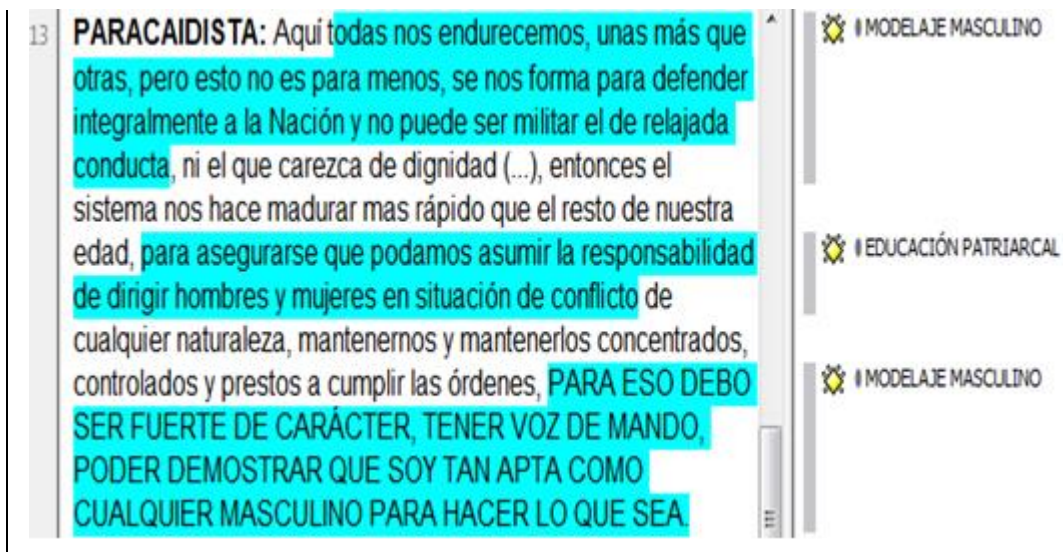 13 PARACAIDISTA: Aquí todas nos endurecemos, unas más que
otras, pero esto no es para menos, se nos forma para defender
integralmente a la Nación y no puede ser militar el de relajada
conducta, ni el que carezca de dignidad (...), entonces el
sistema nos hace madurar mas rápido que el resto de nuestra
edad, para asegurarse que podamos asumir la responsabilidad
de dirigir hombres y mujeres en situación de conflicto de
cualquier naturaleza, mantenernos y mantenerlos concentrados,
controlados y prestos a cumplir las órdenes, PARA ESO DEBO
SER FUERTE DE CARÁCTER, TENER VOZ DE MANDO,
PODER DEMOSTRAR QUE SOY TAN APTA COMO
CUALQUIER MASCULINO PARA HACER LO QUE SEA.
MODELAJE MASCULINO
EDUCACIÓN PATRIARCAL
MODELAJE MASCULINO